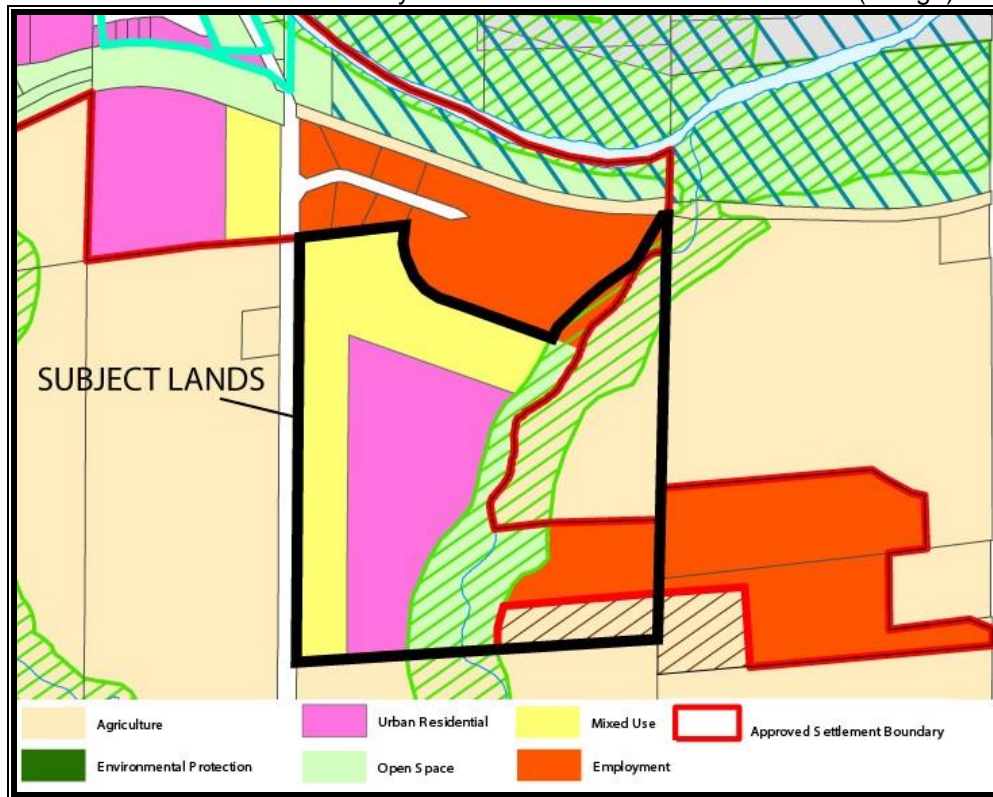 SUBJECT LANDS
Agriculture
Urban Residential
Mixed Use
Approved Settlement Boundary
Environmental Protection
Open Space
Employment